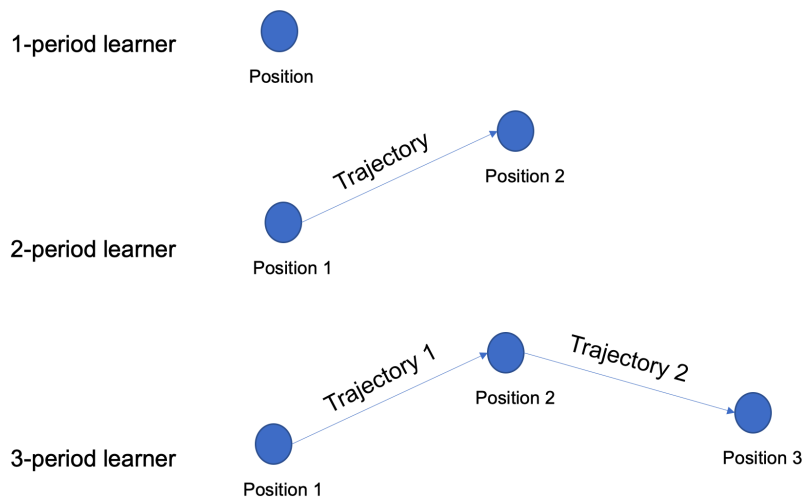 1-period learner
Position
Trajectory
Position 2
2-period learner
Position 1
Trajectory 1
Trajectory 2
Position 2
3-period learner
Position 3
Position 1